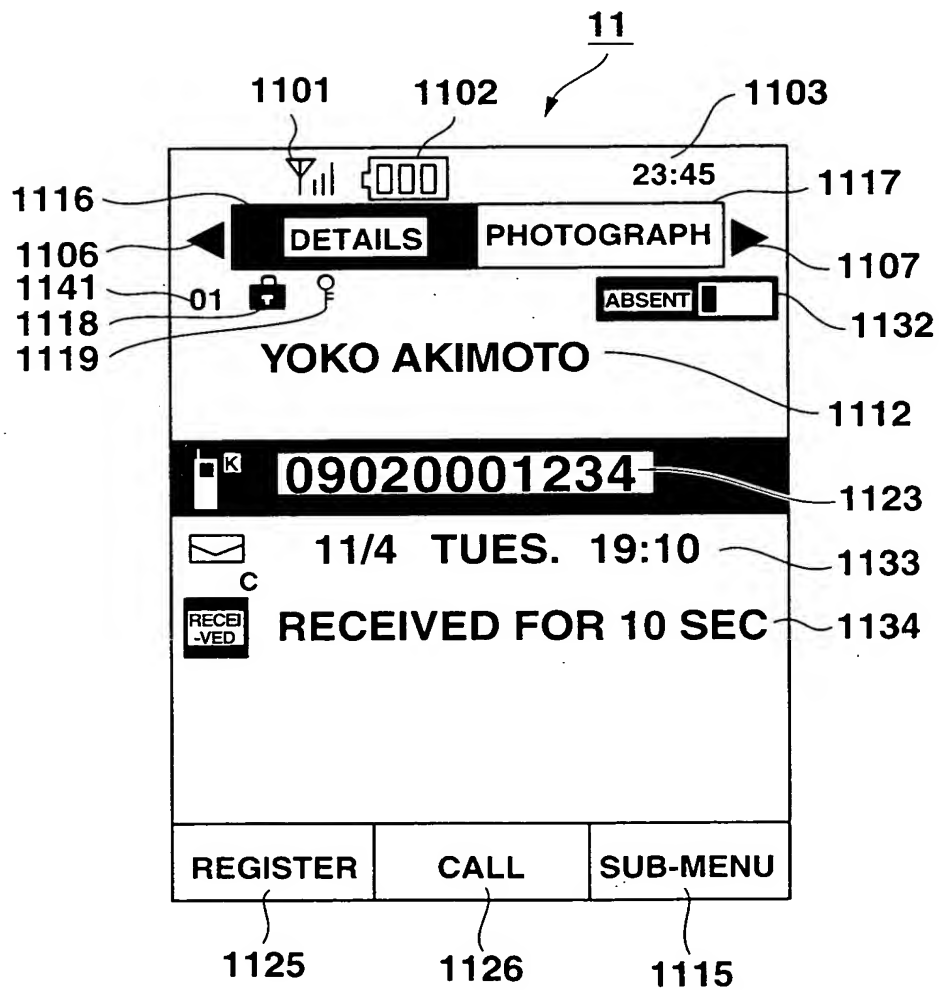 11
1101 1102 1103
23:45
1116 1117
DETAILS PHOTOGRAPH
1106 1107
1141 01 ABSENT
1118 1132
1119
YOKO AKIMOTO
1112
K 09020001234
1123
11/4 TUES. 19:10 1133
C
RECEI
-VED
RECEIVED FOR 10 SEC 1134
REGISTER CALL SUB-MENU
1125 1126 1115